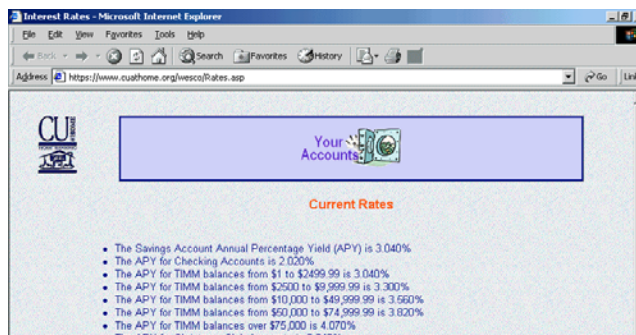 Interest Rates - Microsoft Internet Explorer
File Edit View Favorites Tools Help
Back Search Favorites History
Address https://www.cuathome.org/wesco/Rates.asp Go
CU
Your
Accounts
Current Rates
The Savings Account Annual Percentage Yield (APY) is 3.040%
The APY for Checking Accounts is 2.020%
The APY for TIMM balances from $1 to $2499.99 is 3.040%
The APY for TIMM balances from $2500 to $9,999.99 is 3.300%
The APY for TIMM balances from $10,000 to $49,999.99 is 3.560%
The APY for TIMM balances from $50,000 to $74,999.99 is 3.820%
The APY for TIMM balances over $75,000 is 4.070%